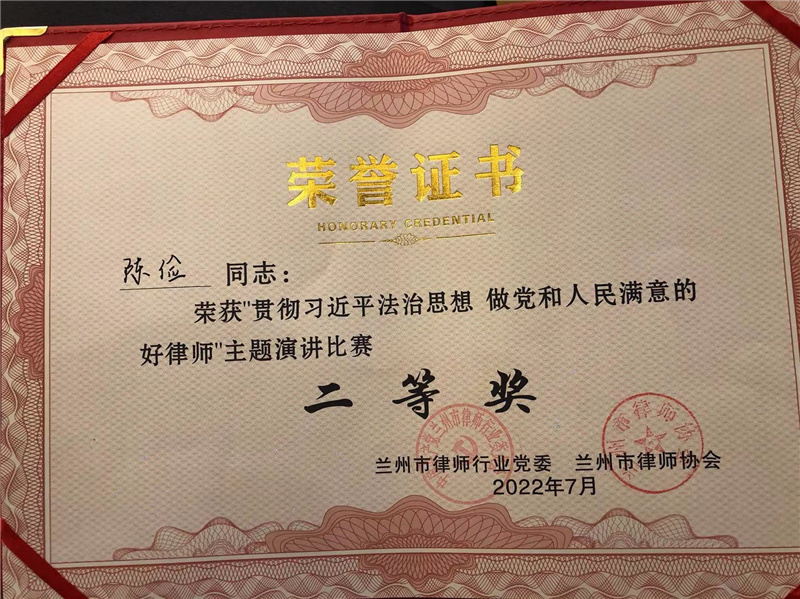 荣誉证书
HONORARY CREDENTIAL
陈俭 同志:
荣获"贯彻习近平法治思想 做党和人民满意的
好律师"主题演讲比赛
二等奖
兰州市律师行业党委 兰州市律师协会
2022年7月